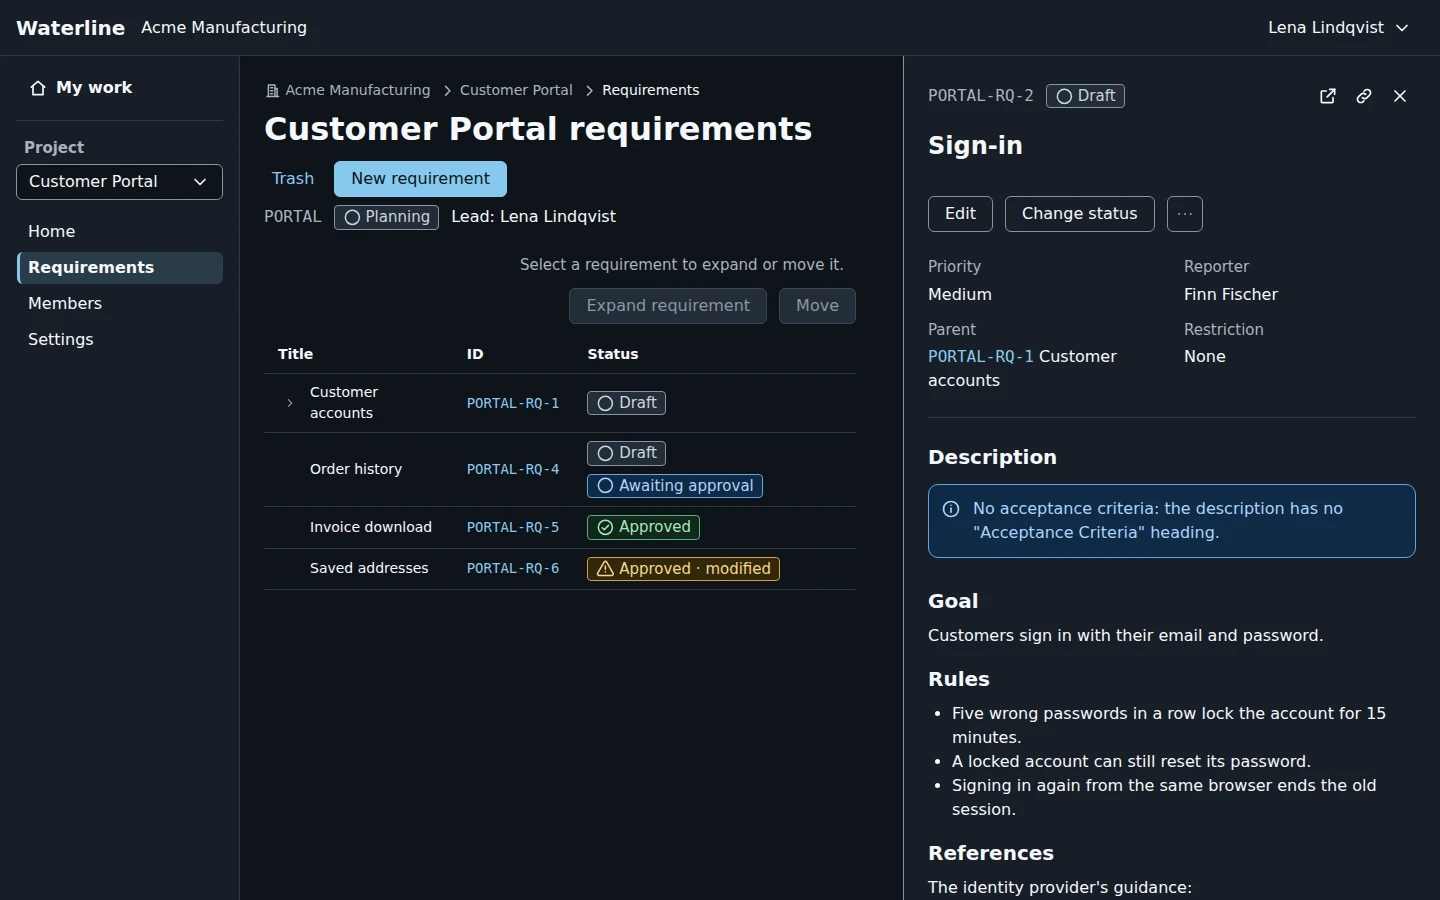 Waterline
Acme Manufacturing
Lena Lindqvist
My work
Project
Customer Portal
Home
Requirements
Members
Settings
Acme Manufacturing
Customer Portal
Requirements
Customer Portal requirements
Trash
New requirement
PORTAL
Planning
Lead: Lena Lindqvist
Select a requirement to expand or move it.
Expand requirement
Move
Title ID Status
Customer
accounts
PORTAL-RQ-1
Draft
Order history
PORTAL-RQ-4
Draft
Awaiting approval
Invoice download
PORTAL-RQ-5
Approved
Saved addresses
PORTAL-RQ-6
Approved · modified
PORTAL-RQ-2
Draft
Sign-in
Edit
Change status
...
Priority
Medium
Reporter
Finn Fischer
Parent
PORTAL-RQ-1 Customer
accounts
Restriction
None
Description
No acceptance criteria: the description has no
"Acceptance Criteria" heading.
Goal
Customers sign in with their email and password.
Rules
• Five wrong passwords in a row lock the account for 15
minutes.
• A locked account can still reset its password.
• Signing in again from the same browser ends the old
session.
References
The identity provider's guidance: